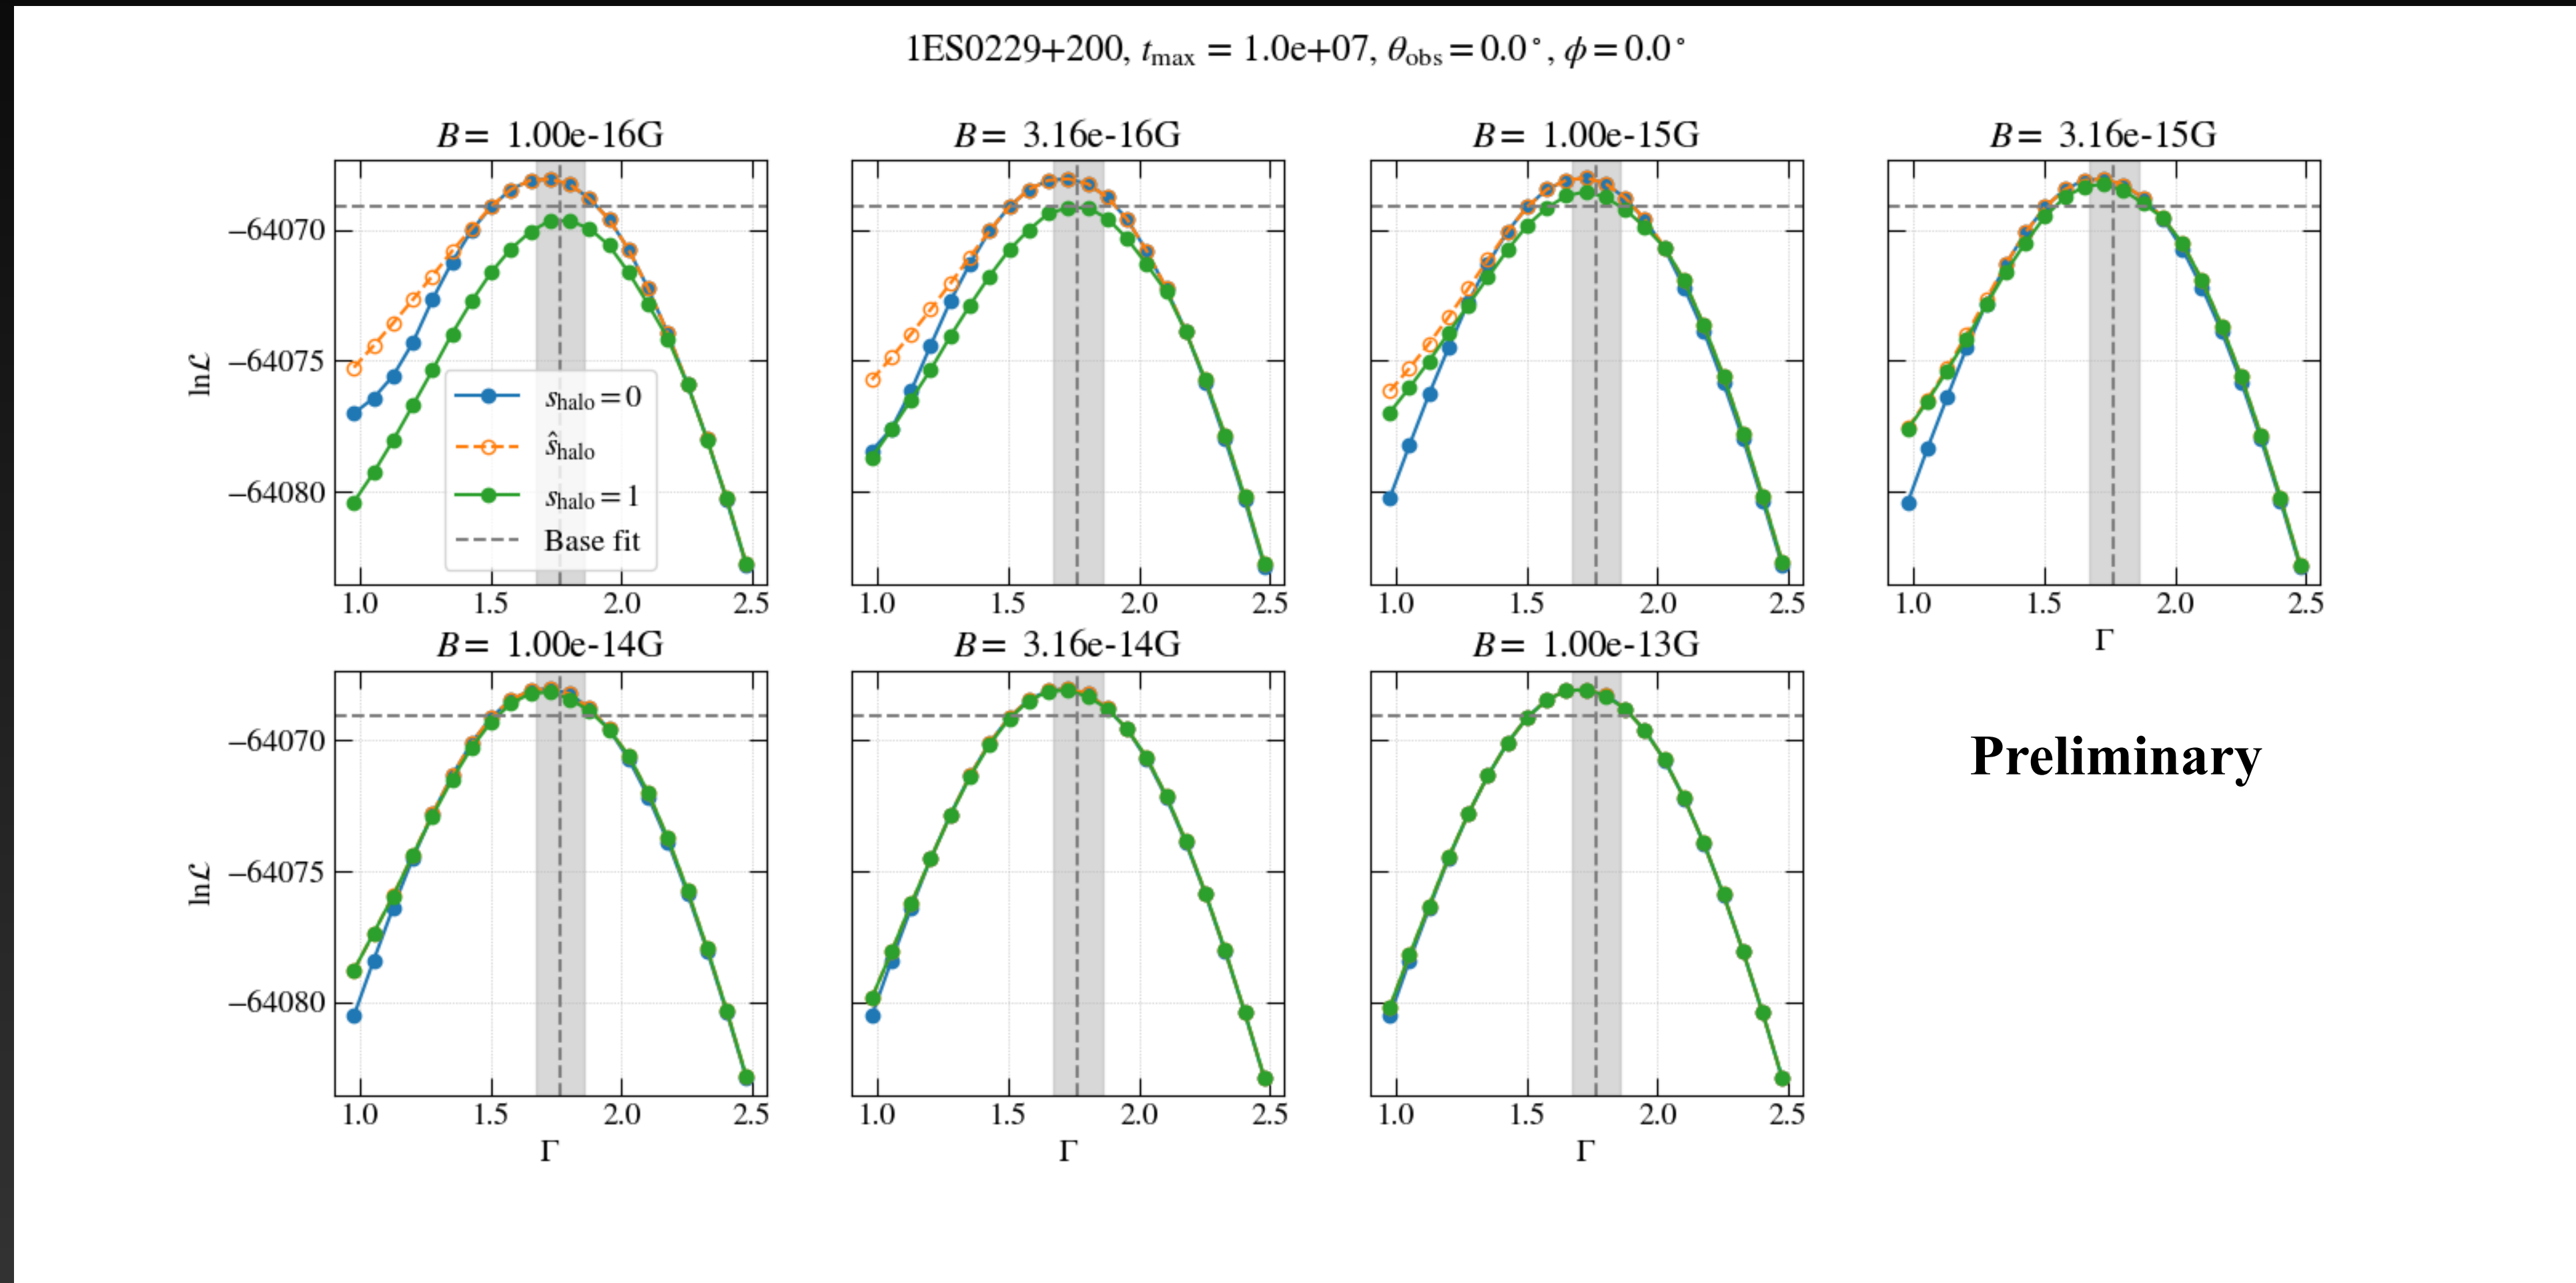 1ES0229+200, t_max = 1.0e+07, θ_obs = 0.0°, ϕ = 0.0°
B = 1.00e-16G
B = 3.16e-16G
B = 1.00e-15G
B = 3.16e-15G
lnℒ
−64070
−64075
−64080
s_halo = 0
ŝ_halo
s_halo = 1
Base fit
1.0 1.5 2.0 2.5
1.0 1.5 2.0 2.5
1.0 1.5 2.0 2.5
1.0 1.5 2.0 2.5
Γ
B = 1.00e-14G
B = 3.16e-14G
B = 1.00e-13G
lnℒ
−64070
−64075
−64080
Preliminary
1.0 1.5 2.0 2.5
1.0 1.5 2.0 2.5
1.0 1.5 2.0 2.5
Γ
Γ
Γ